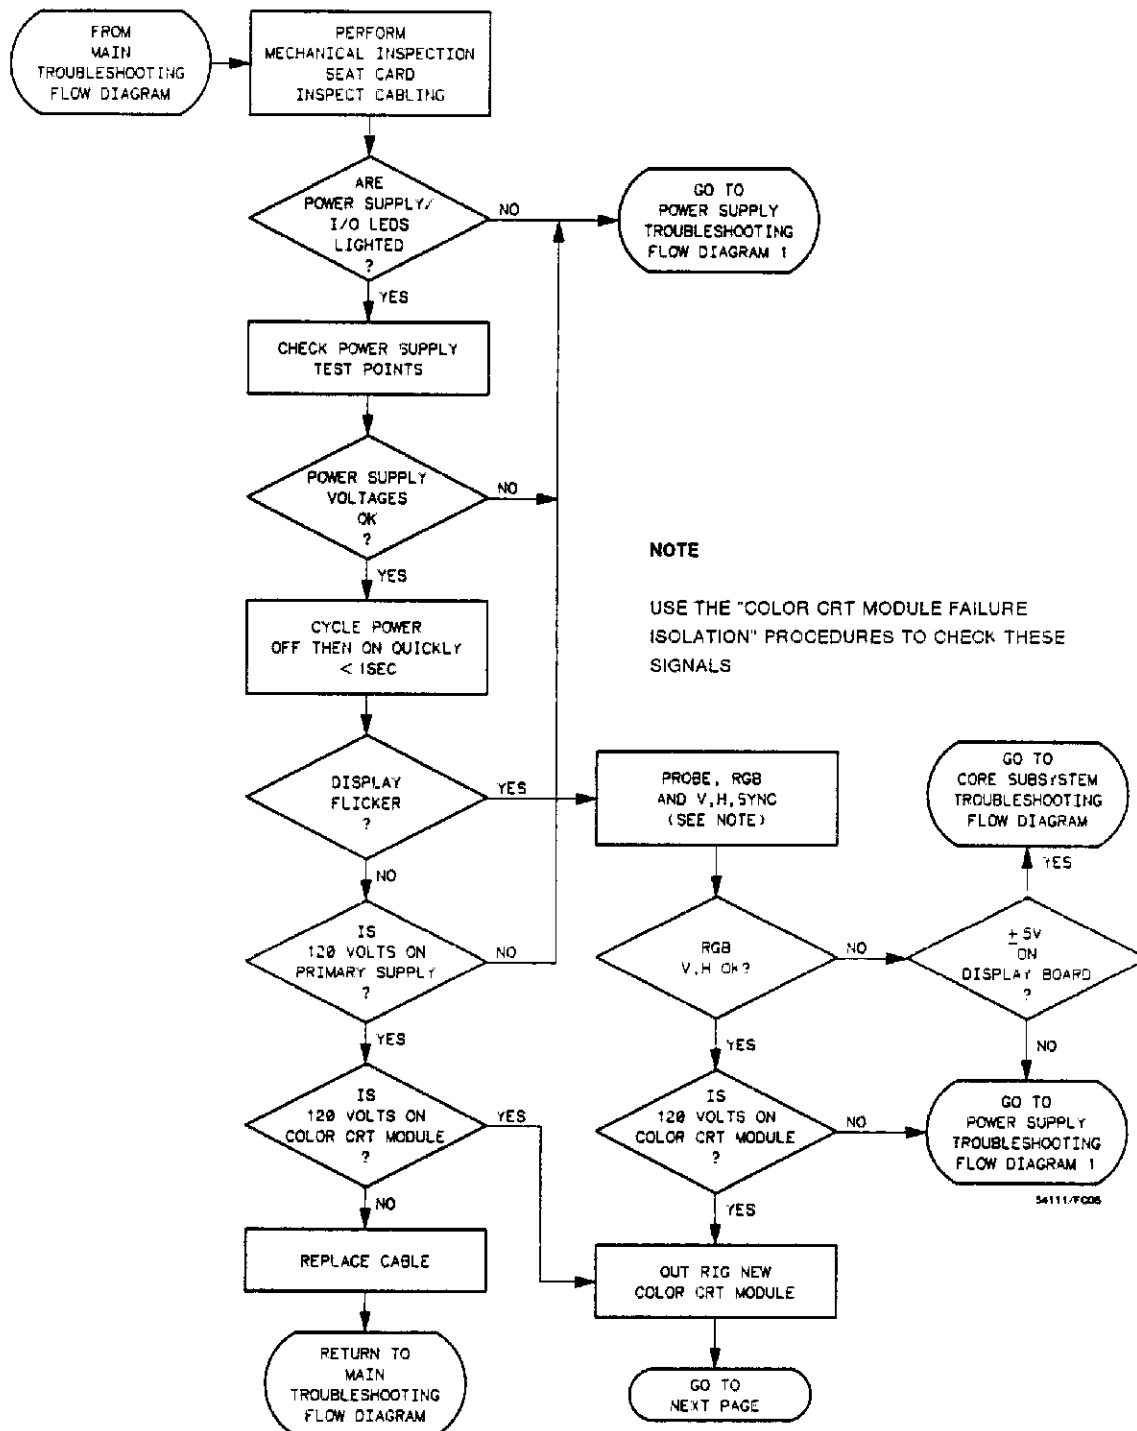 FROM
MAIN
TROUBLESHOOTING
FLOW DIAGRAM
PERFORM
MECHANICAL INSPECTION
SEAT CARD
INSPECT CABLING
ARE
POWER SUPPLY/
I/O LEDS
LIGHTED
?
NO
GO TO
POWER SUPPLY
TROUBLESHOOTING
FLOW DIAGRAM 1
YES
CHECK POWER SUPPLY
TEST POINTS
POWER SUPPLY
VOLTAGES
OK
?
NO
YES
NOTE
USE THE "COLOR CRT MODULE FAILURE
ISOLATION" PROCEDURES TO CHECK THESE
SIGNALS
CYCLE POWER
OFF THEN ON QUICKLY
< 1SEC
DISPLAY
FLICKER
?
YES
PROBE, RGB
AND V,H,SYNC
(SEE NOTE)
GO TO
CORE SUBSYSTEM
TROUBLESHOOTING
FLOW DIAGRAM
YES
NO
IS
120 VOLTS ON
PRIMARY SUPPLY
?
NO
RGB
V,H OK?
NO
± 5V
ON
DISPLAY BOARD
?
YES
YES
NO
IS
120 VOLTS ON
COLOR CRT MODULE
?
YES
IS
120 VOLTS ON
COLOR CRT MODULE
?
NO
GO TO
POWER SUPPLY
TROUBLESHOOTING
FLOW DIAGRAM 1
54111/FC06
NO
YES
REPLACE CABLE
OUT RIG NEW
COLOR CRT MODULE
RETURN TO
MAIN
TROUBLESHOOTING
FLOW DIAGRAM
GO TO
NEXT PAGE